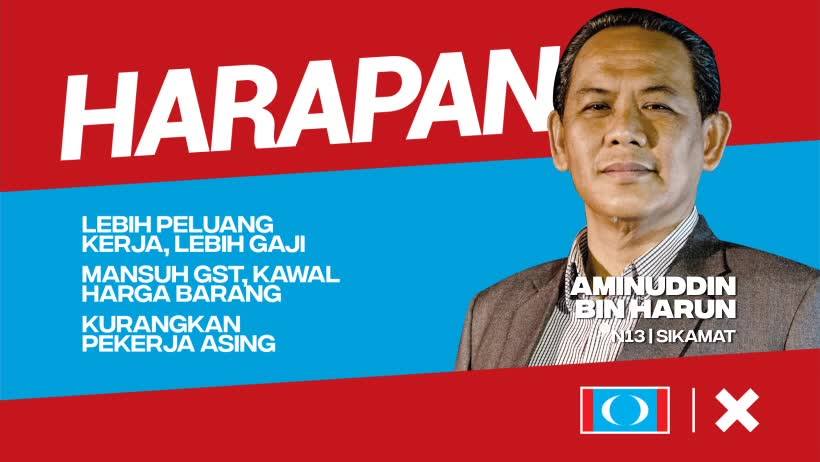 HARAPAN
LEBIH PELUANG
KERJA, LEBIH GAJI
MANSUH GST, KAWAL
HARGA BARANG
KURANGKAN
PEKERJA ASING
AMINUDDIN
BIN HARUN
N13 | SIKAMAT